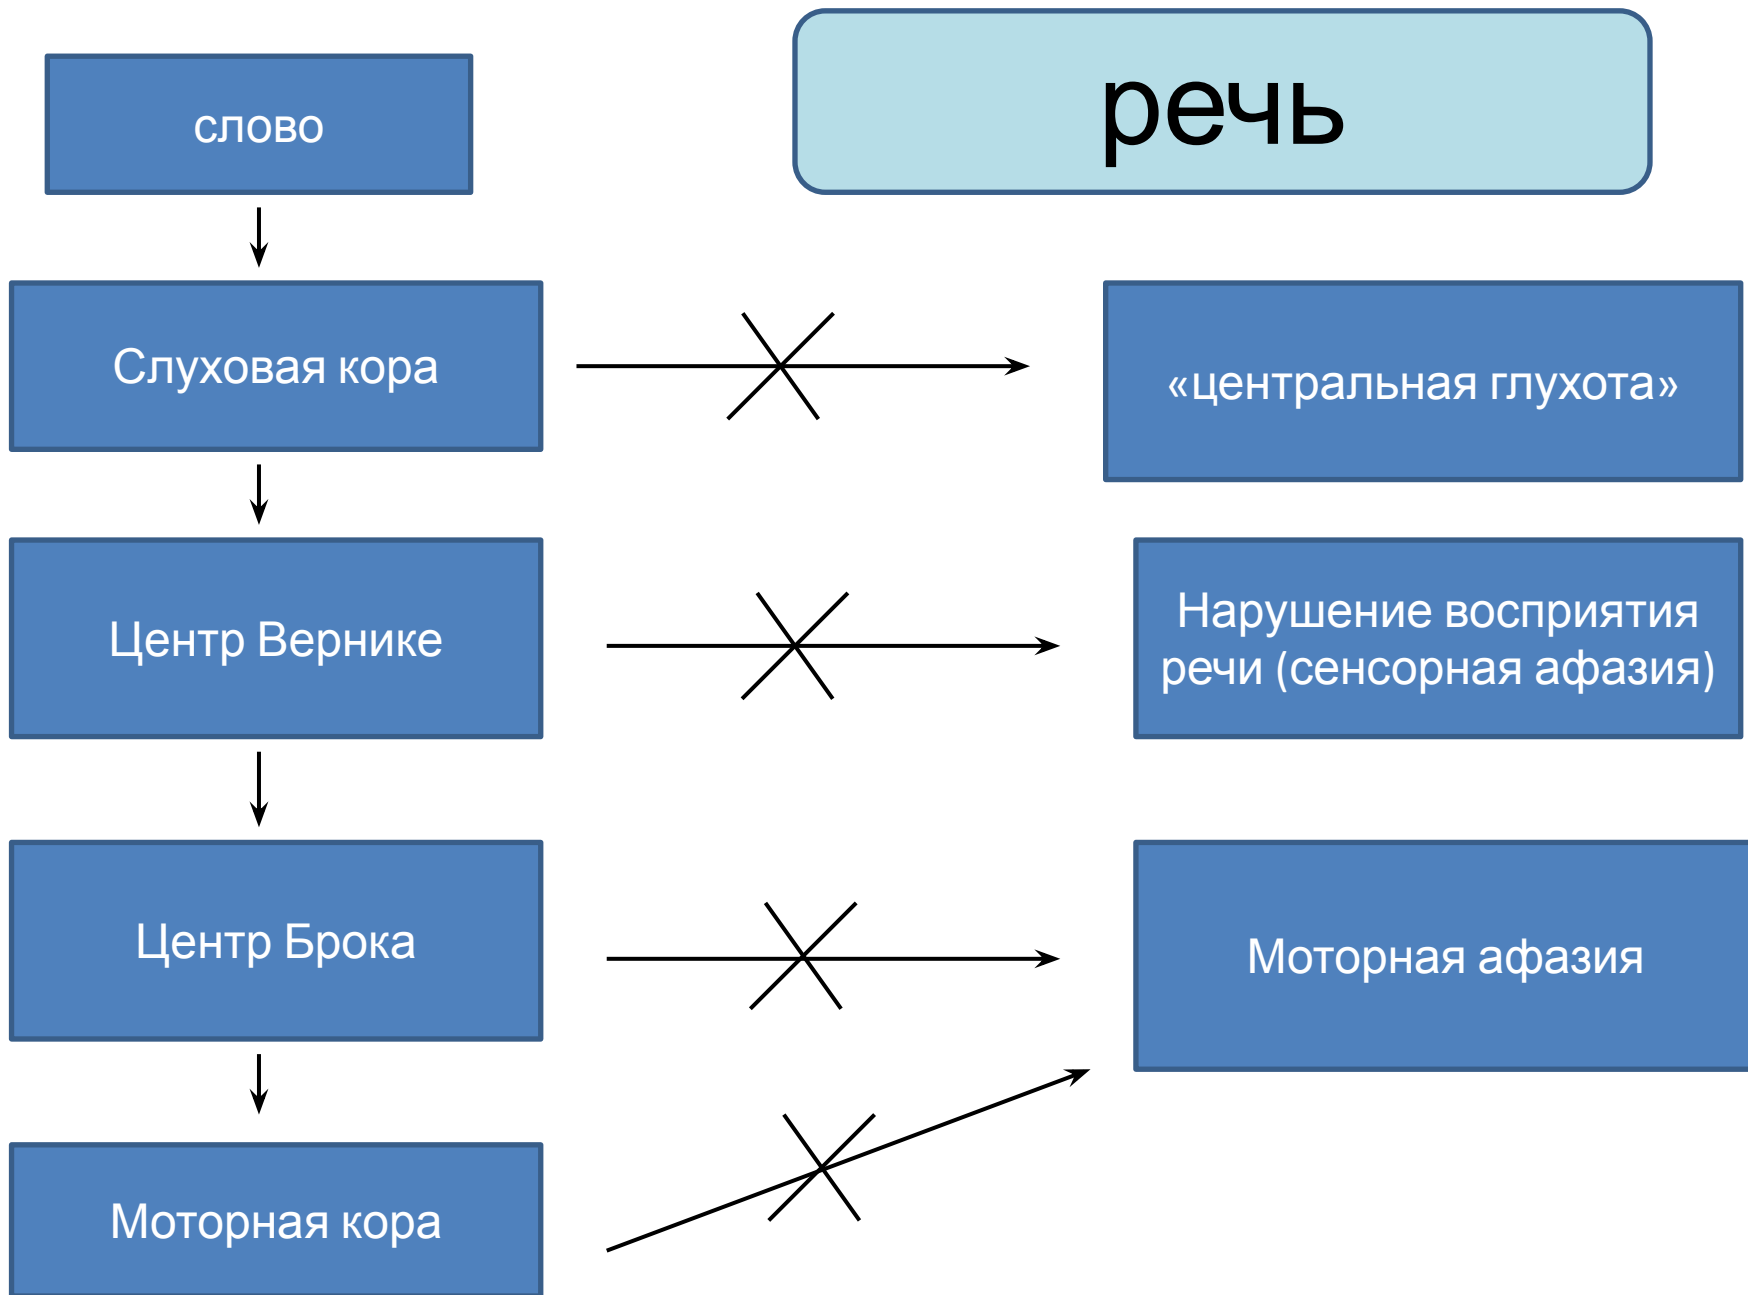 слово
речь
Слуховая кора
«центральная глухота»
Центр Вернике
Нарушение восприятия
речи (сенсорная афазия)
Центр Брока
Моторная афазия
Моторная кора